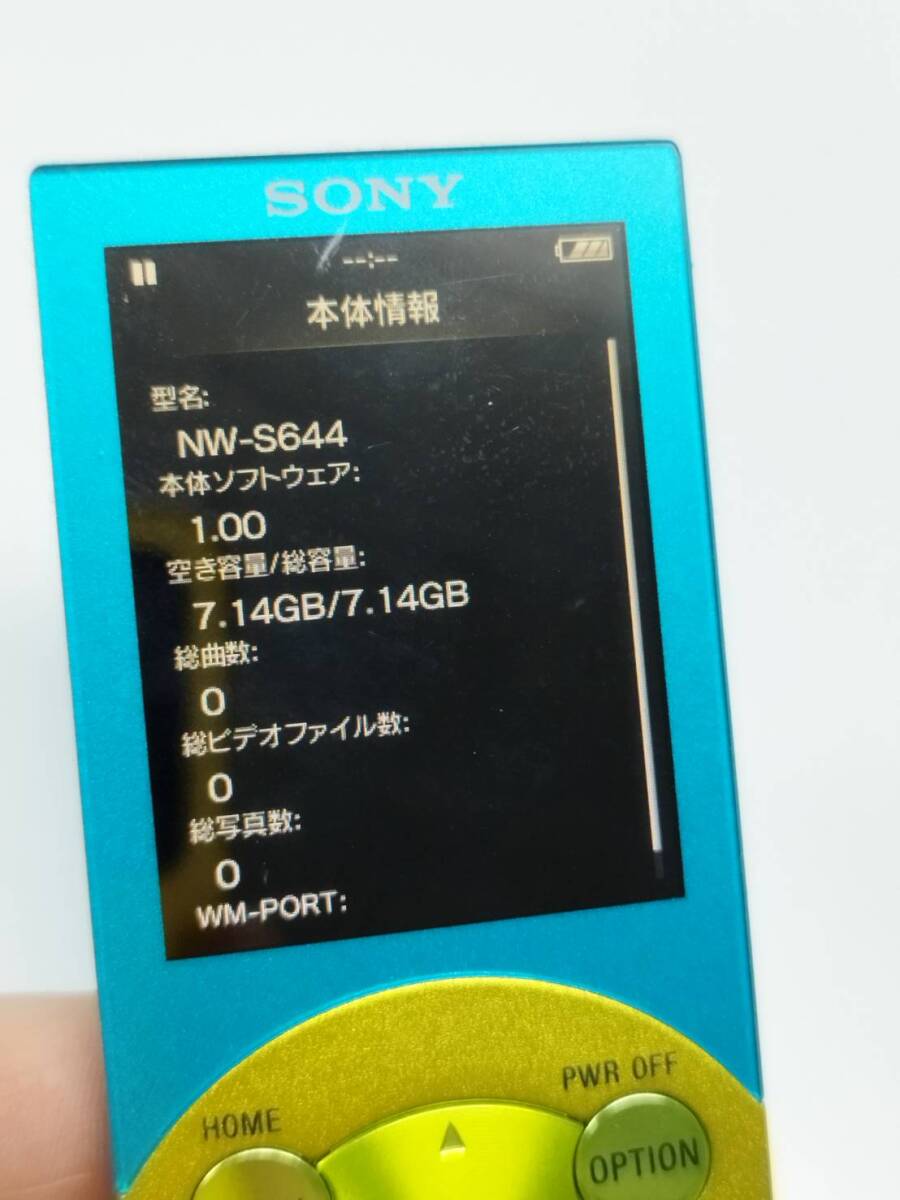 SONY
--:--
本体情報
型名:
NW-S644
本体ソフトウェア:
1.00
空き容量/総容量:
7.14GB/7.14GB
総曲数:
0
総ビデオファイル数:
0
総写真数:
0
WM-PORT:
PWR OFF
HOME
OPTION